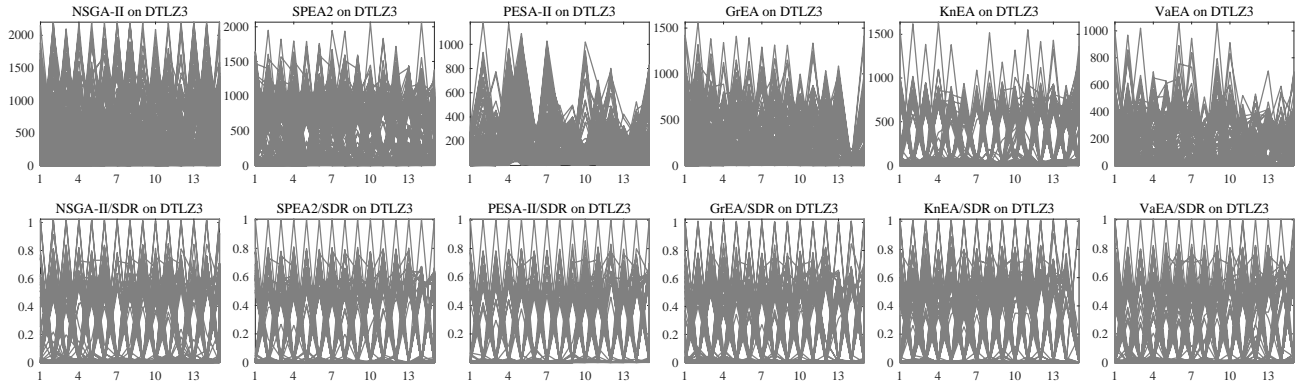 NSGA-II on DTLZ3
2000
1500
1000
500
0
1 4 7 10 13
SPEA2 on DTLZ3
2000
1500
1000
500
0
1 4 7 10 13
PESA-II on DTLZ3
1000
800
600
400
200
1 4 7 10 13
GrEA on DTLZ3
1500
1000
500
0
1 4 7 10 13
KnEA on DTLZ3
1500
1000
500
0
1 4 7 10 13
VaEA on DTLZ3
1000
800
600
400
200
0
1 4 7 10 13
NSGA-II/SDR on DTLZ3
1
0.8
0.6
0.4
0.2
0
1 4 7 10 13
SPEA2/SDR on DTLZ3
1
0.8
0.6
0.4
0.2
0
1 4 7 10 13
PESA-II/SDR on DTLZ3
1
0.8
0.6
0.4
0.2
0
1 4 7 10 13
GrEA/SDR on DTLZ3
1
0.8
0.6
0.4
0.2
0
1 4 7 10 13
KnEA/SDR on DTLZ3
1
0.8
0.6
0.4
0.2
0
1 4 7 10 13
VaEA/SDR on DTLZ3
1
0.8
0.6
0.4
0.2
0
1 4 7 10 13